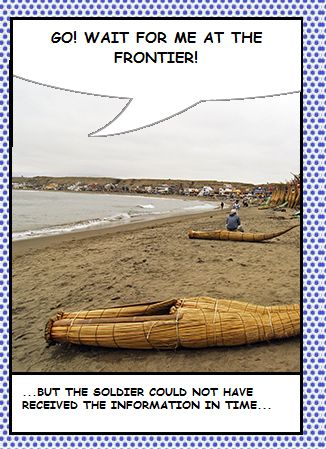 GO! WAIT FOR ME AT THE
FRONTIER!
...BUT THE SOLDIER COULD NOT HAVE
RECEIVED THE INFORMATION IN TIME...